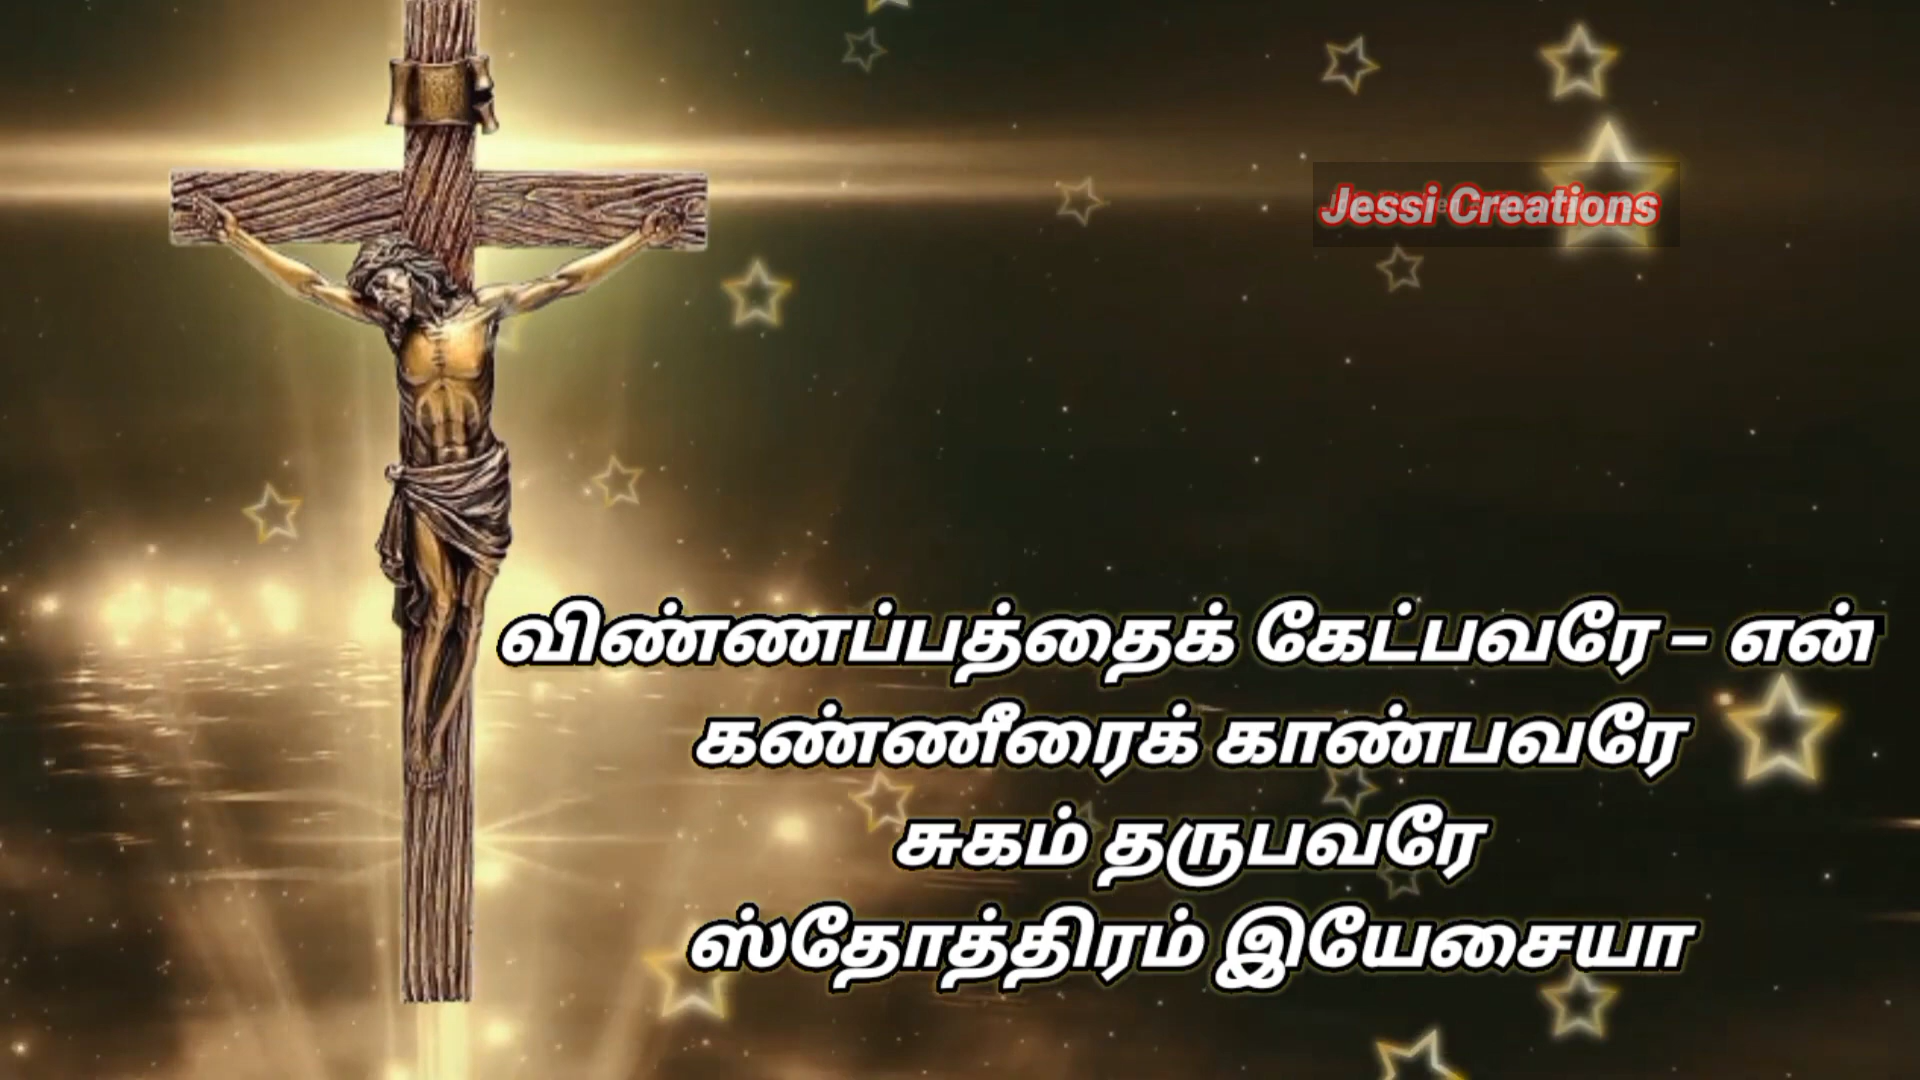 Jessi Creations
விண்ணப்பத்தைக் கேட்பவரே – என்
கண்ணீரைக் காண்பவரே
சுகம் தருபவரே
ஸ்தோத்திரம் இயேசையா